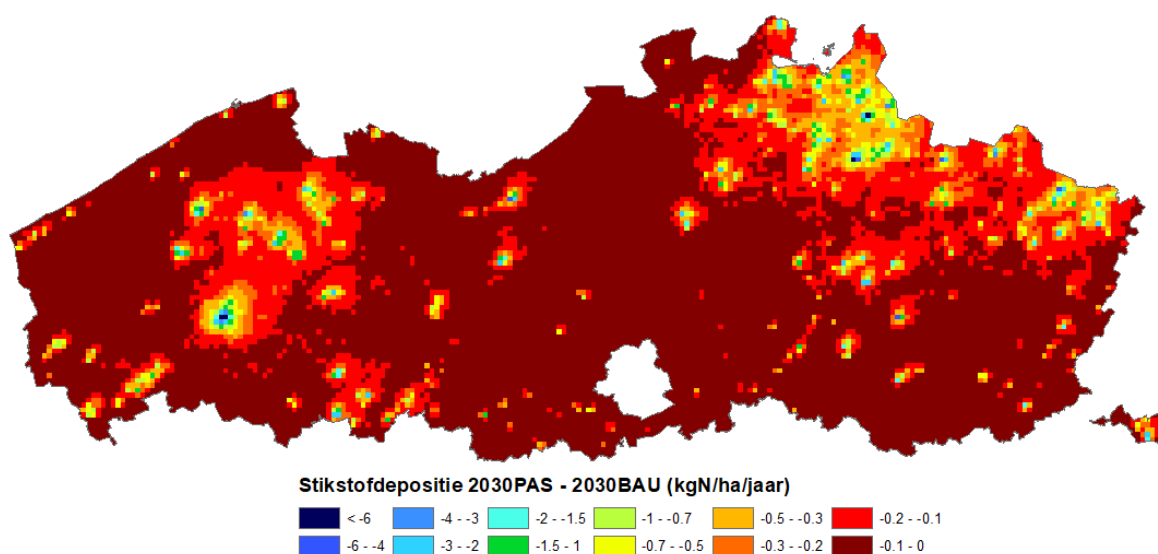 Stikstofdepositie 2030PAS - 2030BAU (kgN/ha/jaar)
< -6 -4 - -3 -2 - -1.5 -1 - -0.7 -0.5 - -0.3 -0.2 - -0.1
-6 - -4 -3 - -2 -1.5 - 1 -0.7 - -0.5 -0.3 - -0.2 -0.1 - 0